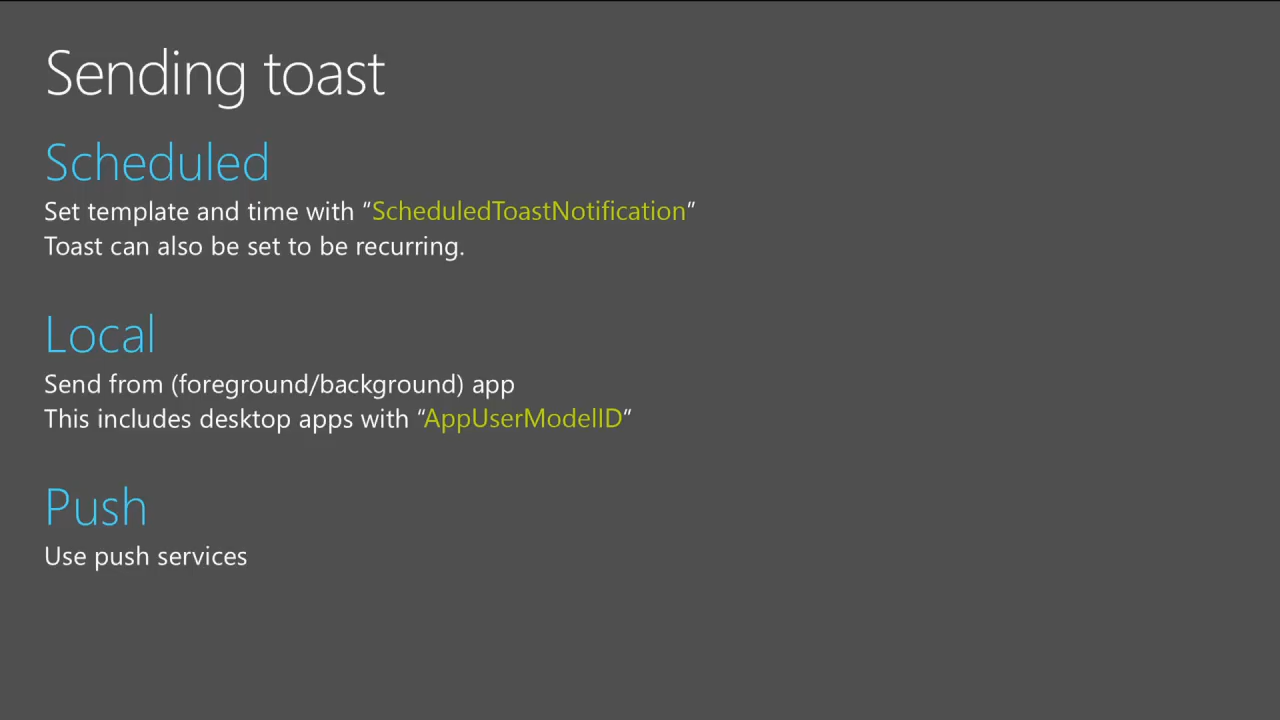 Sending toast
Scheduled
Set template and time with “ScheduledToastNotification”
Toast can also be set to be recurring.
Local
Send from (foreground/background) app
This includes desktop apps with “AppUserModelID”
Push
Use push services